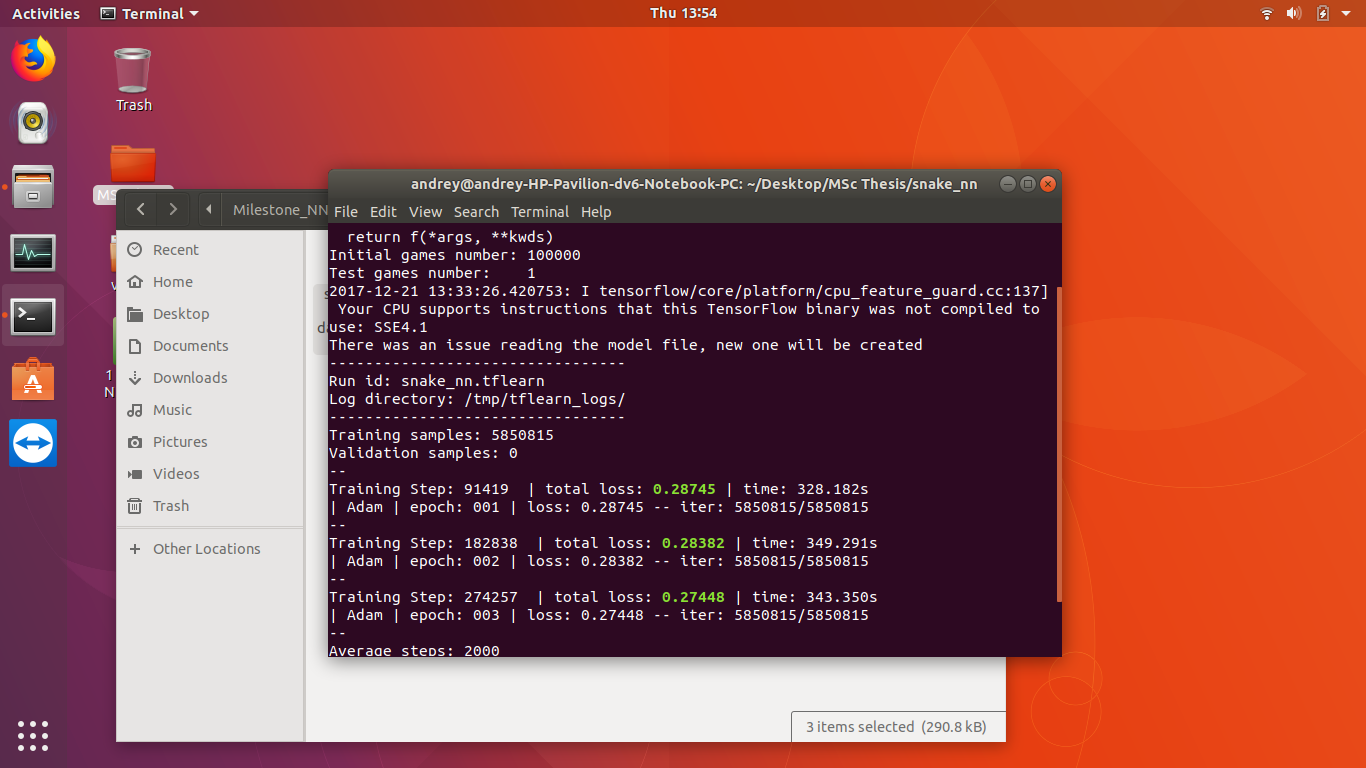 Activities
Terminal
Thu 13:54
Trash
andrey@andrey-HP-Pavilion-dv6-Notebook-PC: ~/Desktop/MSc Thesis/snake_nn
File Edit View Search Terminal Help
return f(*args, **kwds)
Initial games number: 100000
Test games number:    1
2017-12-21 13:33:26.420753: I tensorflow/core/platform/cpu_feature_guard.cc:137]
Your CPU supports instructions that this TensorFlow binary was not compiled to
use: SSE4.1
There was an issue reading the model file, new one will be created
---------------------------------
Run id: snake_nn.tflearn
Log directory: /tmp/tflearn_logs/
---------------------------------
Training samples: 5850815
Validation samples: 0
--
Training Step: 91419  | total loss: 0.28745 | time: 328.182s
| Adam | epoch: 001 | loss: 0.28745 -- iter: 5850815/5850815
--
Training Step: 182838  | total loss: 0.28382 | time: 349.291s
| Adam | epoch: 002 | loss: 0.28382 -- iter: 5850815/5850815
--
Training Step: 274257  | total loss: 0.27448 | time: 343.350s
| Adam | epoch: 003 | loss: 0.27448 -- iter: 5850815/5850815
--
Average steps: 2000
Milestone_NN
Recent
Home
Desktop
Documents
Downloads
Music
Pictures
Videos
Trash
Other Locations
3 items selected (290.8 kB)